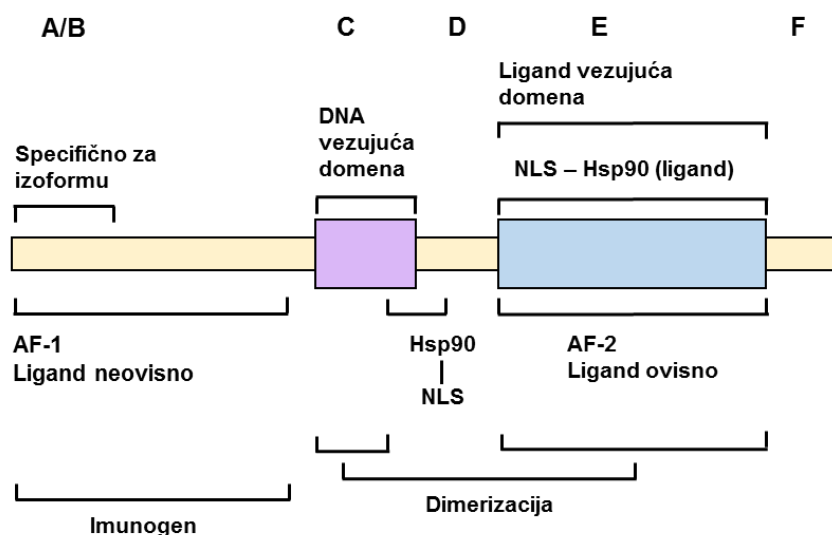 A/B C D E F
Ligand vezujuća
domena
DNA
vezujuća
domena
Specifično za
izoformu
NLS – Hsp90 (ligand)
AF-1
Ligand neovisno
Hsp90
NLS
AF-2
Ligand ovisno
Dimerizacija
Imunogen